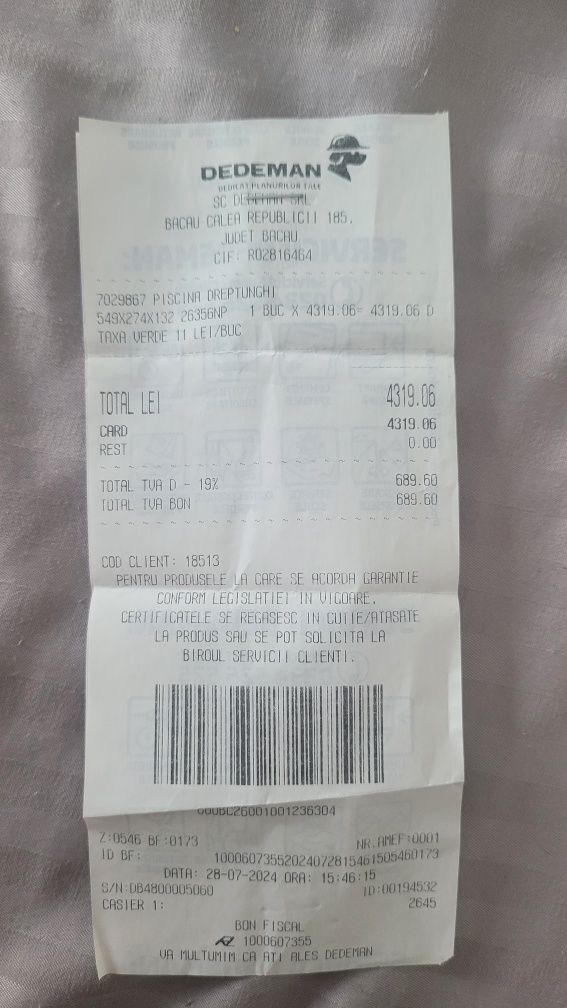 DEDEMAN
DEDICAT PLANURILOR TALE
SC DEDEMAN SRL
BACAU CALEA REPUBLICII 185,
JUDET BACAU
CIF: RO2816464
7029867 PISCINA DREPTUNGHI
549X274X132 26356NP 1 BUC X 4319.06= 4319.06 D
TAXA VERDE 11 LEI/BUC
TOTAL LEI 4319.06
CARD 4319.06
REST 0.00
TOTAL TVA D - 19% 689.60
TOTAL TVA BON 689.60
COD CLIENT: 18513
PENTRU PRODUSELE LA CARE SE ACORDA GARANTIE
CONFORM LEGISLATIEI IN VIGOARE,
CERTIFICATELE SE REGASESC IN CUTIE/ATASATE
LA PRODUS SAU SE POT SOLICITA LA
BIROUL SERVICII CLIENTI.
000BC26001001236304
Z:0546 BF:0173 NR.AMEF:0001
ID BF: 10006073552024072815461505460173
DATA: 28-07-2024 ORA: 15:46:15
S/N:DB4800005060 ID:00194532
CASIER 1: 2645
BON FISCAL
1000607355
VA MULTUMIM CA ATI ALES DEDEMAN